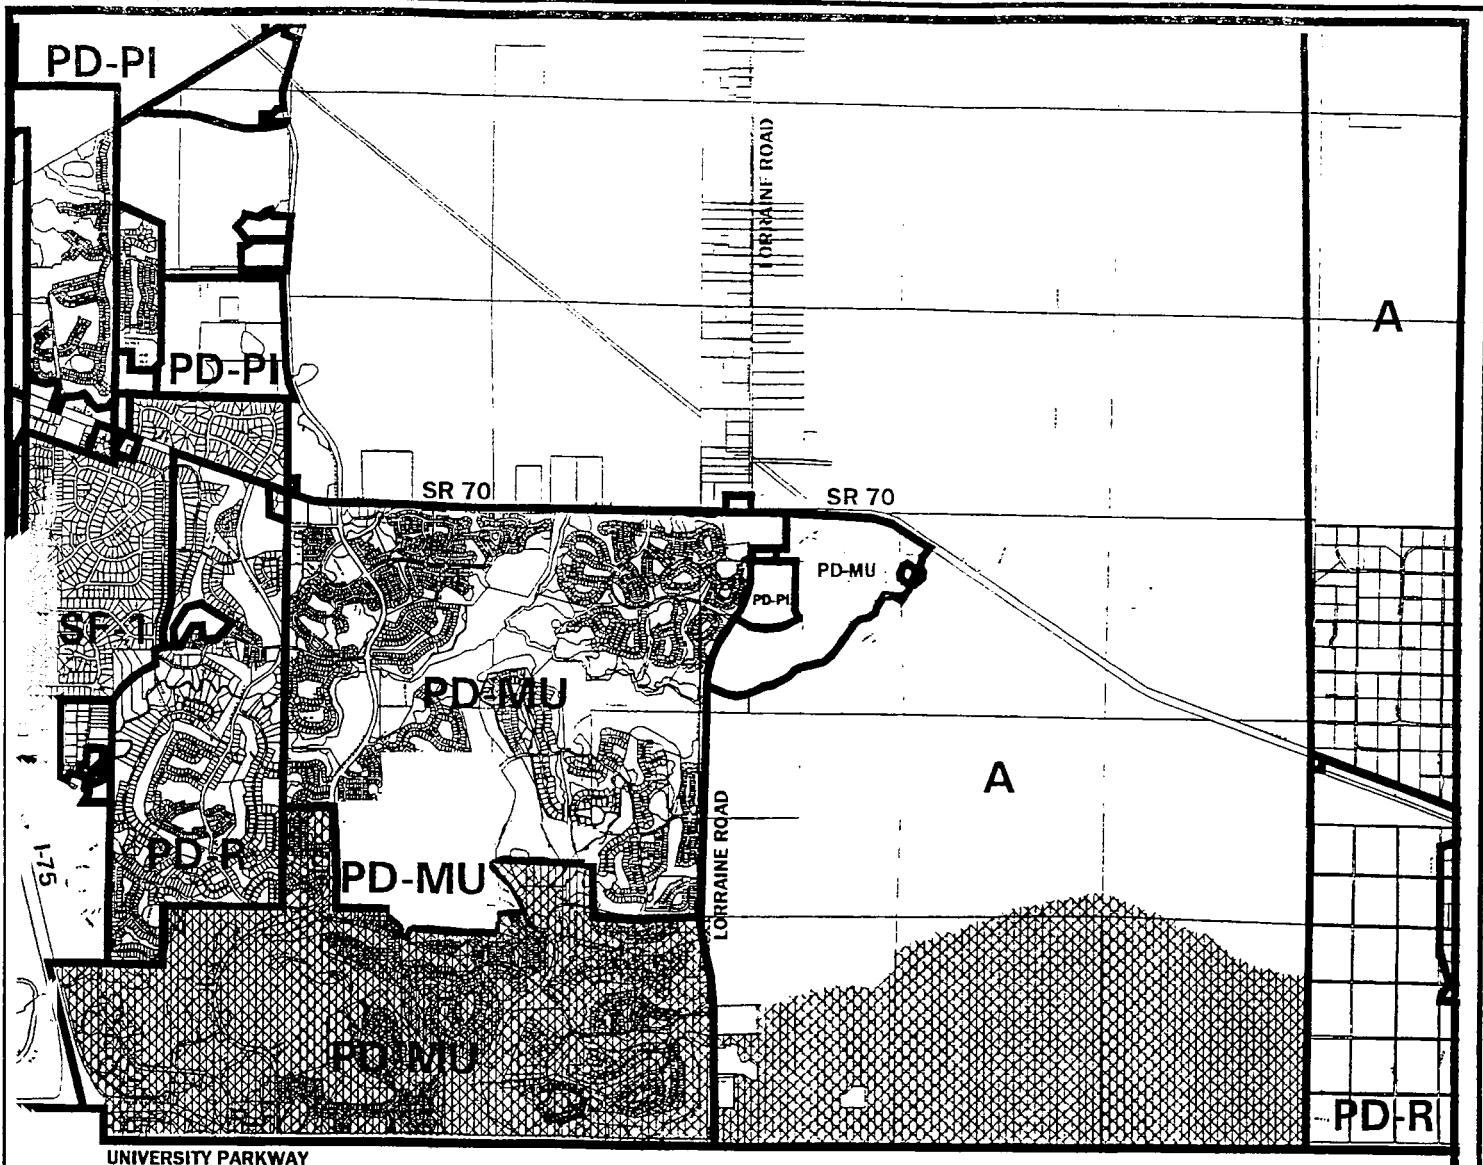 PD-PI
LORRAINE ROAD
A
PD-PI
SR 70
SR 70
PD-MU
PD-PI
SF-1
PD-MU
A
LORRAINE ROAD
I-75
PD-R
PD-MU
PD-MU
PD-R
UNIVERSITY PARKWAY